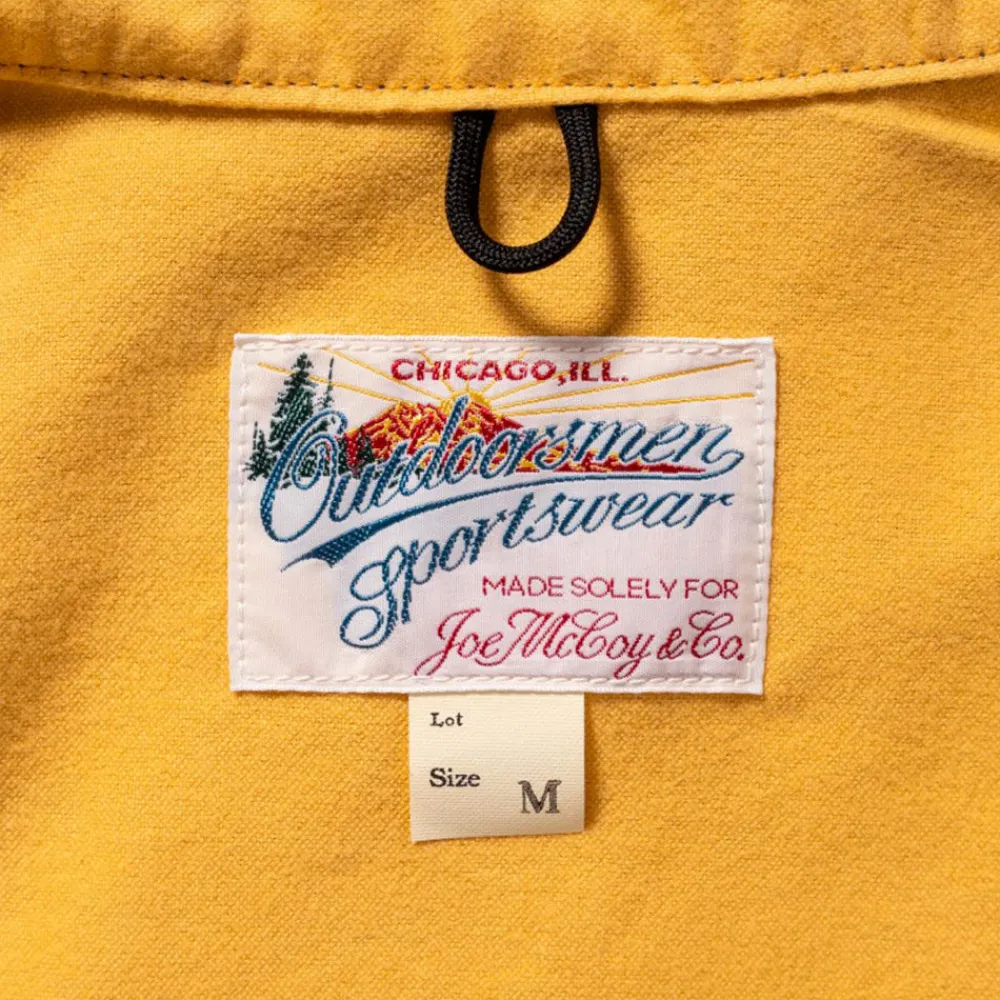 CHICAGO, ILL.
Outdoorsmen
Sportswear
MADE SOLELY FOR
Joe McCoy & Co.
Lot
Size M